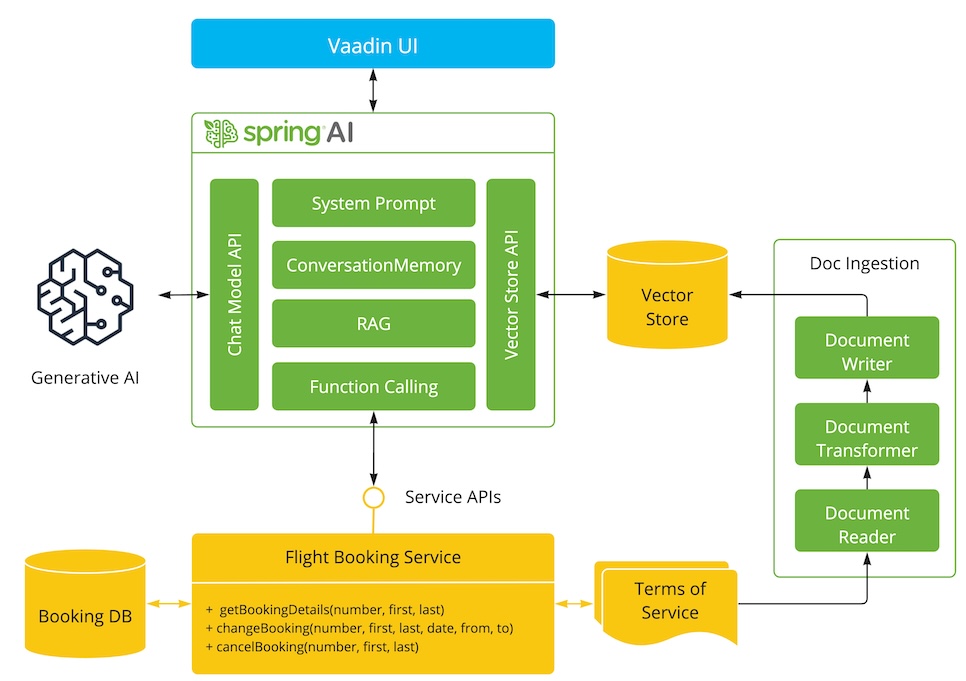 Vaadin UI
spring AI
Chat Model API
System Prompt
ConversationMemory
RAG
Function Calling
Vector Store API
Generative AI
Vector
Store
Doc Ingestion
Document
Writer
Document
Transformer
Document
Reader
Service APIs
Flight Booking Service
+ getBookingDetails(number, first, last)
+ changeBooking(number, first, last, date, from, to)
+ cancelBooking(number, first, last)
Booking DB
Terms of
Service